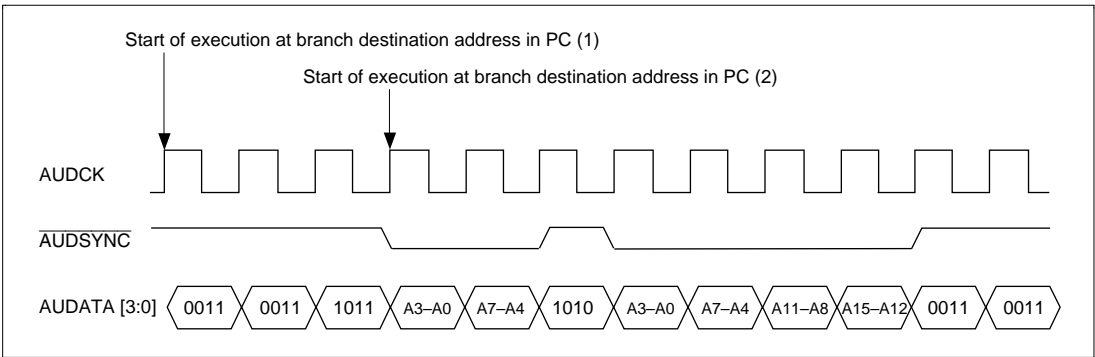 Start of execution at branch destination address in PC (1)
Start of execution at branch destination address in PC (2)
AUDCK
AUDSYNC
AUDATA [3:0] 0011 0011 1011 A3–A0 A7–A4 1010 A3–A0 A7–A4 A11–A8 A15–A12 0011 0011